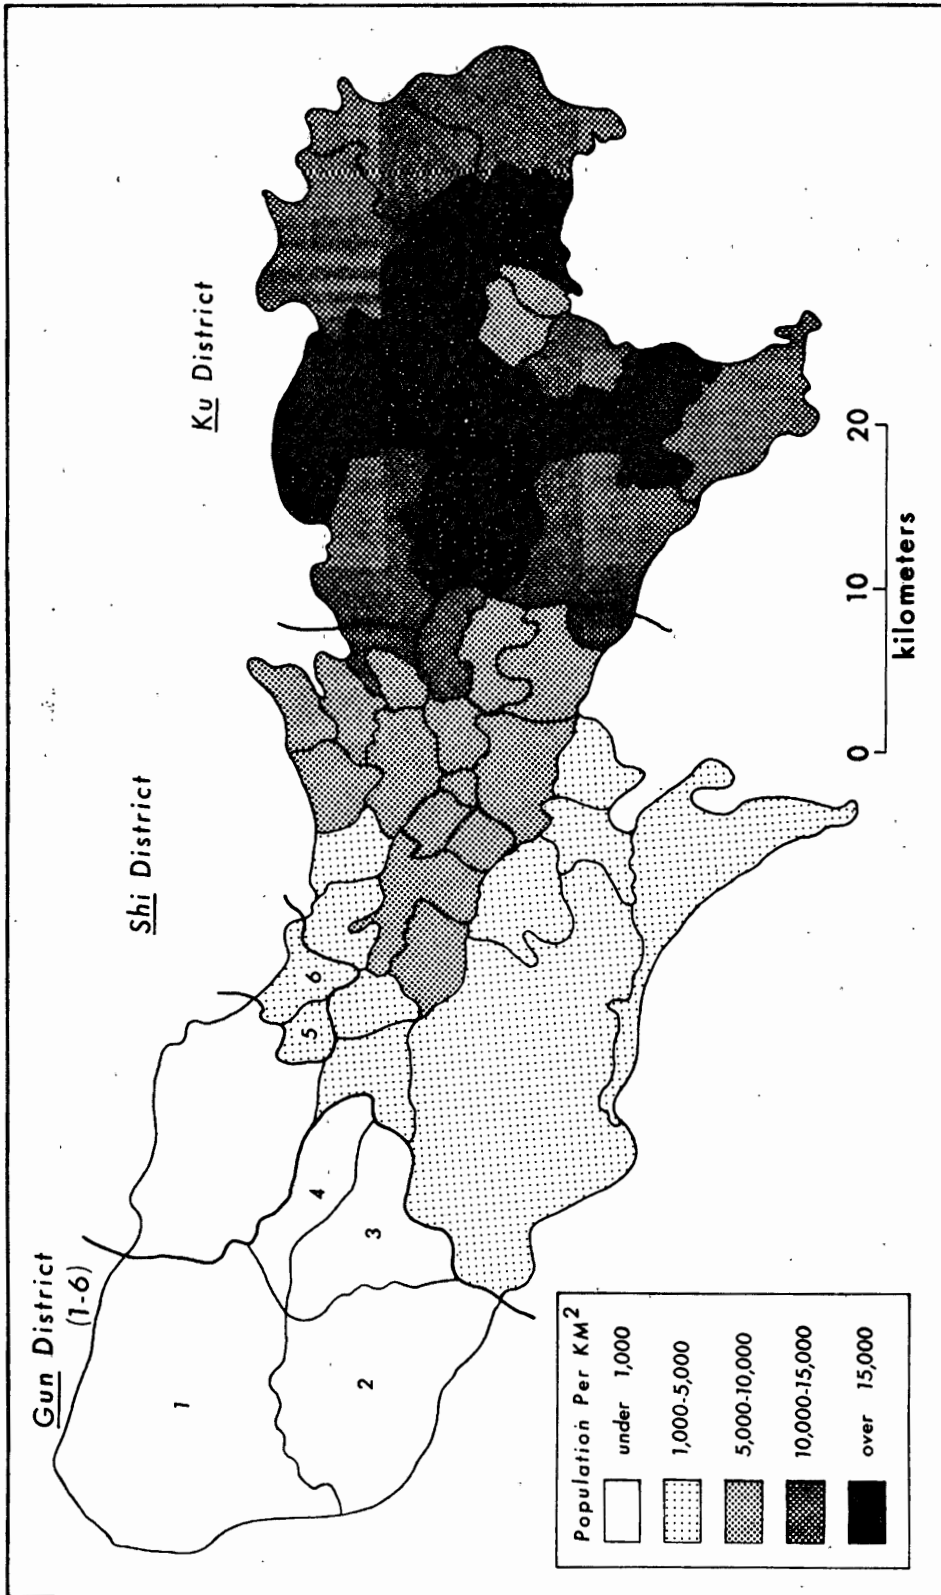 Gun District
(1-6)
Shi District
Ku District
1
2
3
4
5
6
Population Per KM²
under 1,000
1,000-5,000
5,000-10,000
10,000-15,000
over 15,000
0 10 20
kilometers